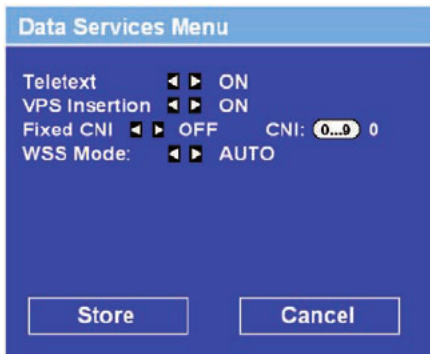 Data Services Menu
Teletext ◀ ▶ ON
VPS Insertion ◀ ▶ ON
Fixed CNI ◀ ▶ OFF CNI: 0...9 0
WSS Mode: ◀ ▶ AUTO
Store Cancel